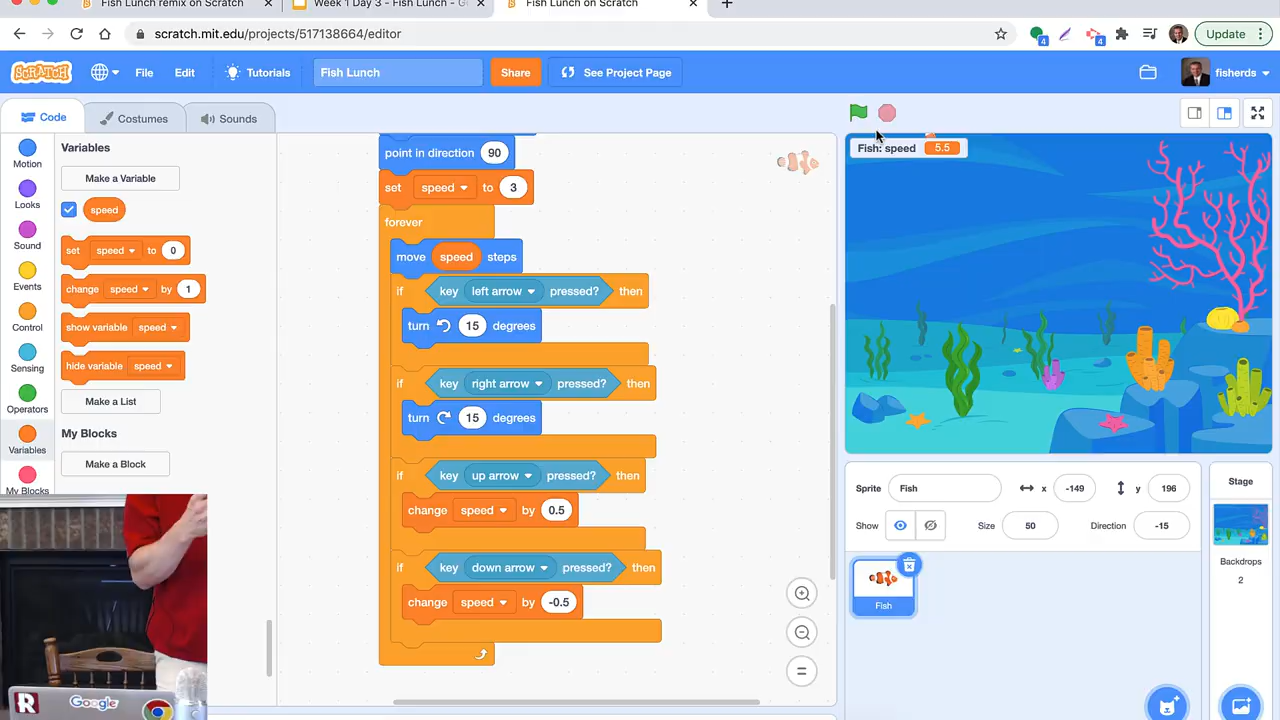 Fish Lunch remix on Scratch
Week 1 Day 3 - Fish Lunch - G
Fish Lunch on Scratch
scratch.mit.edu/projects/517138664/editor
4
4
Update
SCRATCH
File
Edit
Tutorials
Fish Lunch
Share
See Project Page
fisherds
Code
Costumes
Sounds
Motion
Looks
Sound
Events
Control
Sensing
Operators
Variables
My Blocks
Variables
Make a Variable
speed
set speed to 0
change speed by 1
show variable speed
hide variable speed
Make a List
My Blocks
Make a Block
point in direction 90
set speed to 3
forever
move speed steps
if key left arrow pressed? then
turn 15 degrees
if key right arrow pressed? then
turn 15 degrees
if key up arrow pressed? then
change speed by 0.5
if key down arrow pressed? then
change speed by -0.5
Fish: speed 5.5
Sprite Fish x -149 y 196
Show Size 50 Direction -15
Fish
Stage
Backdrops
2
R
Google